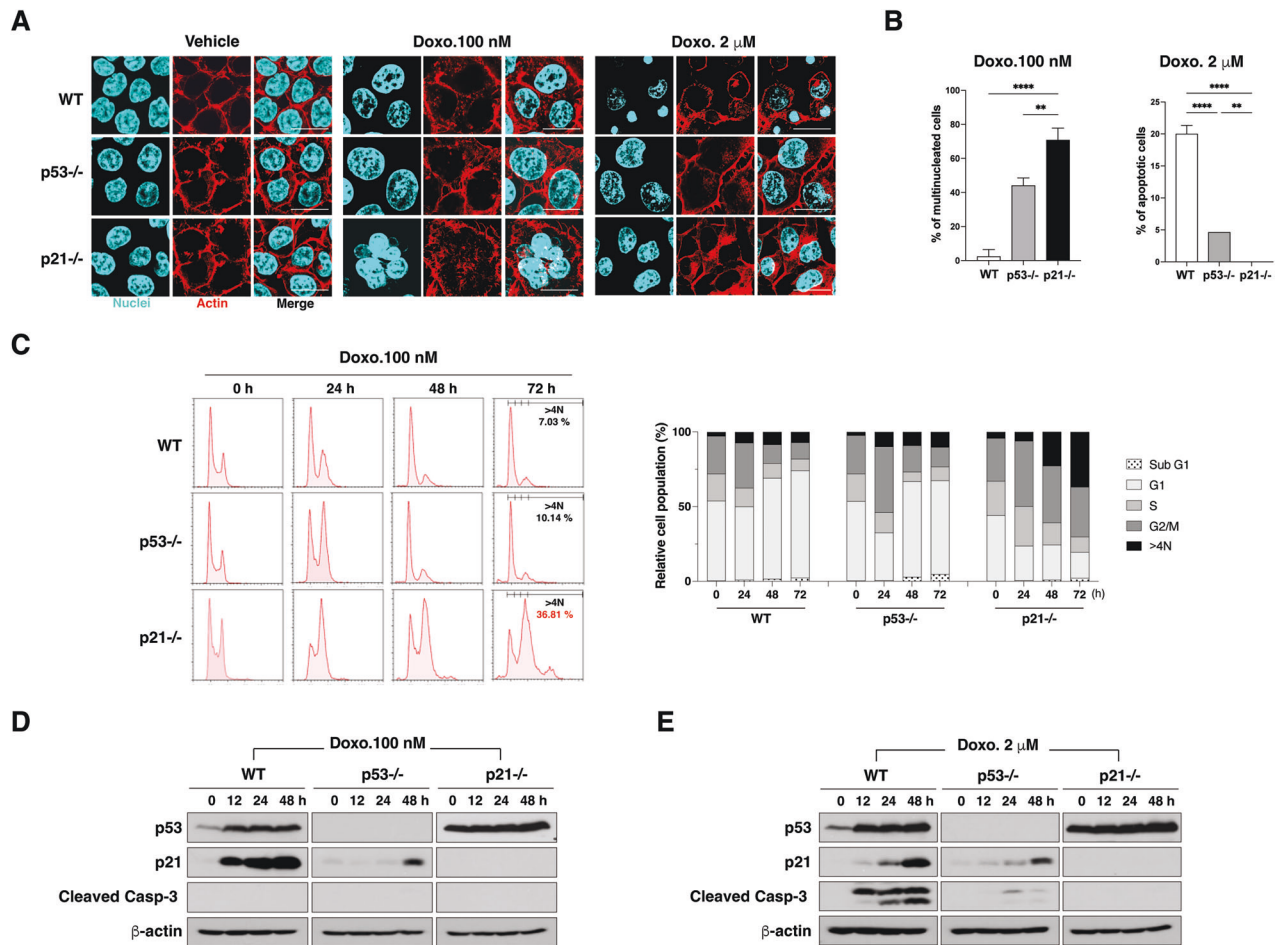 A
Vehicle Doxo.100 nM Doxo. 2 μM
WT
p53-/-
p21-/-
Nuclei Actin Merge
B
Doxo.100 nM
% of multinucleated cells
100
80
60
40
20
0
**** 
**
WT p53-/- p21-/-
Doxo. 2 μM
% of apoptotic cells
25
20
15
10
5
0
****
**** **
WT p53-/- p21-/-
C
Doxo.100 nM
0 h 24 h 48 h 72 h
WT
>4N
7.03 %
p53-/-
>4N
10.14 %
p21-/-
>4N
36.81 %
Relative cell population (%)
100
50
0
0 24 48 72 0 24 48 72 0 24 48 72 (h)
WT p53-/- p21-/-
Sub G1
G1
S
G2/M
>4N
D
Doxo.100 nM
WT p53-/- p21-/-
0 12 24 48 h 0 12 24 48 h 0 12 24 48 h
p53
p21
Cleaved Casp-3
β-actin
E
Doxo. 2 μM
WT p53-/- p21-/-
0 12 24 48 h 0 12 24 48 h 0 12 24 48 h
p53
p21
Cleaved Casp-3
β-actin